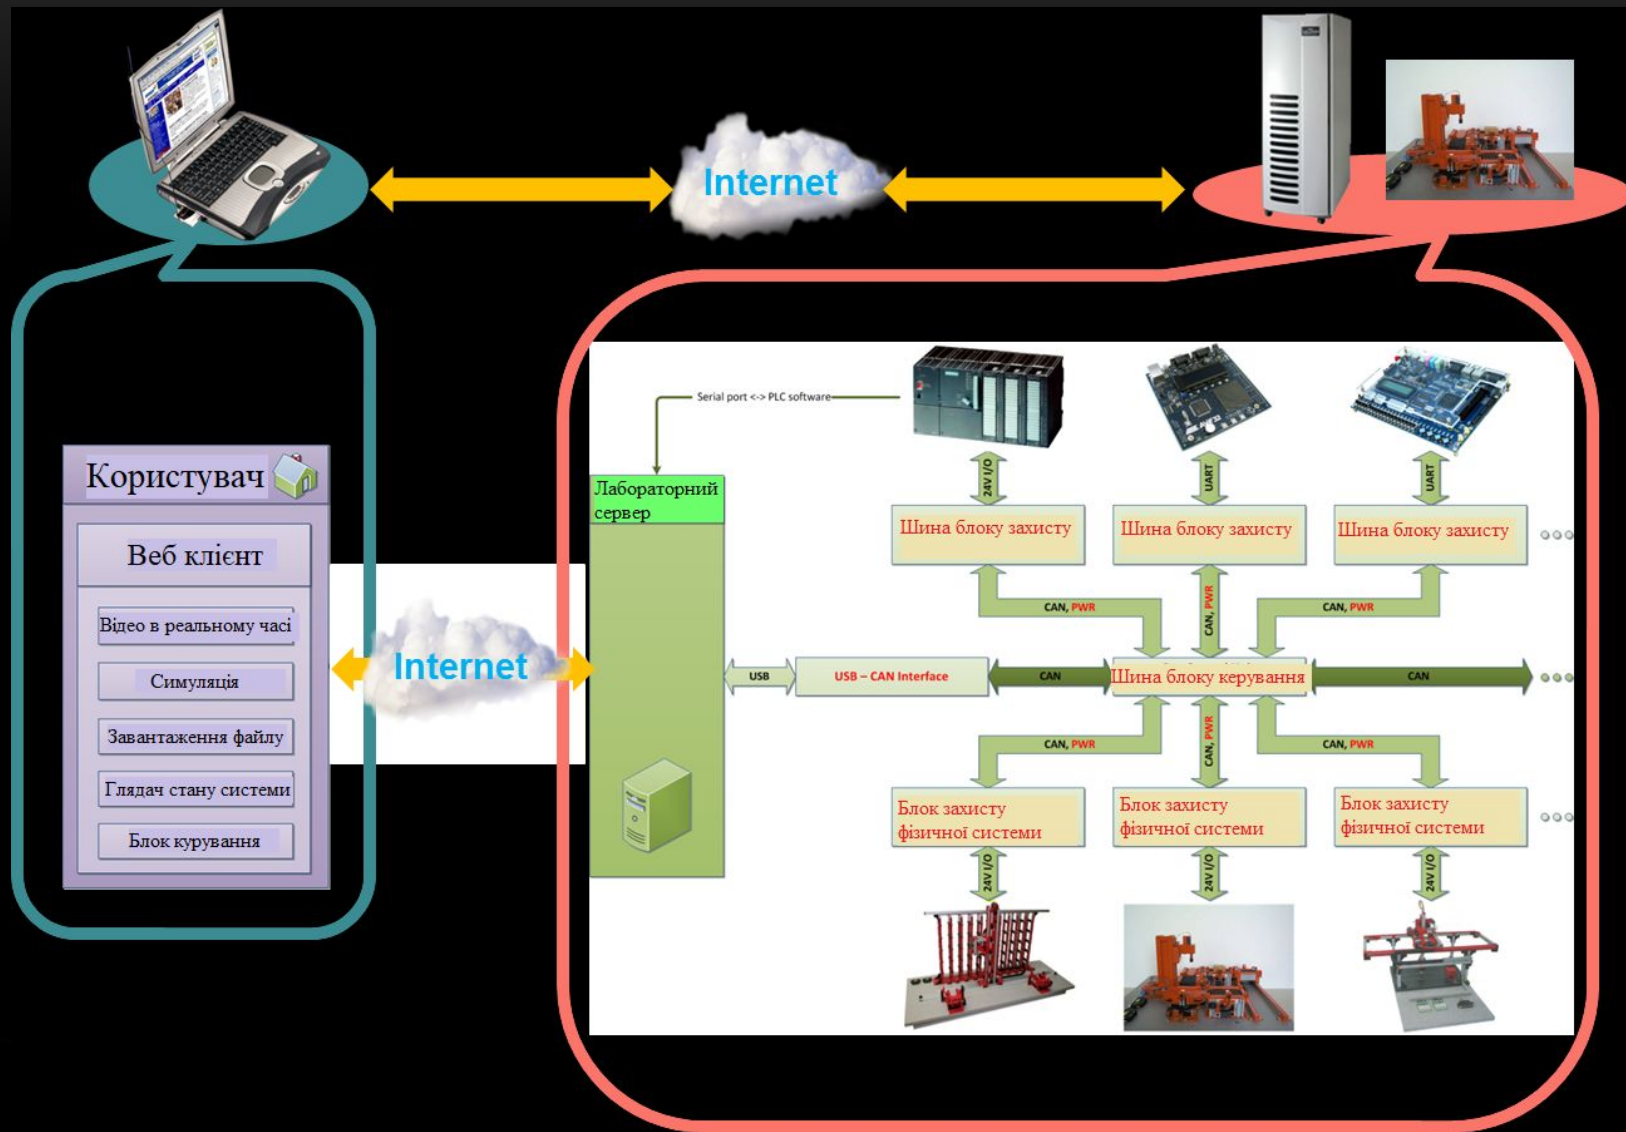 Internet
Serial port <-> PLC software
24V I/O
UART
UART
Користувач
Лабораторний
сервер
Шина блоку захисту
Шина блоку захисту
Шина блоку захисту
Веб клієнт
CAN, PWR
CAN, PWR
CAN, PWR
Відео в реальному часі
Internet
Симуляція
USB
USB – CAN Interface
CAN
Шина блоку керування
CAN
Завантаження файлу
CAN, PWR
CAN, PWR
CAN, PWR
Глядач стану системи
Блок захисту
фізичної системи
Блок захисту
фізичної системи
Блок захисту
фізичної системи
Блок курування
24V I/O
24V I/O
24V I/O